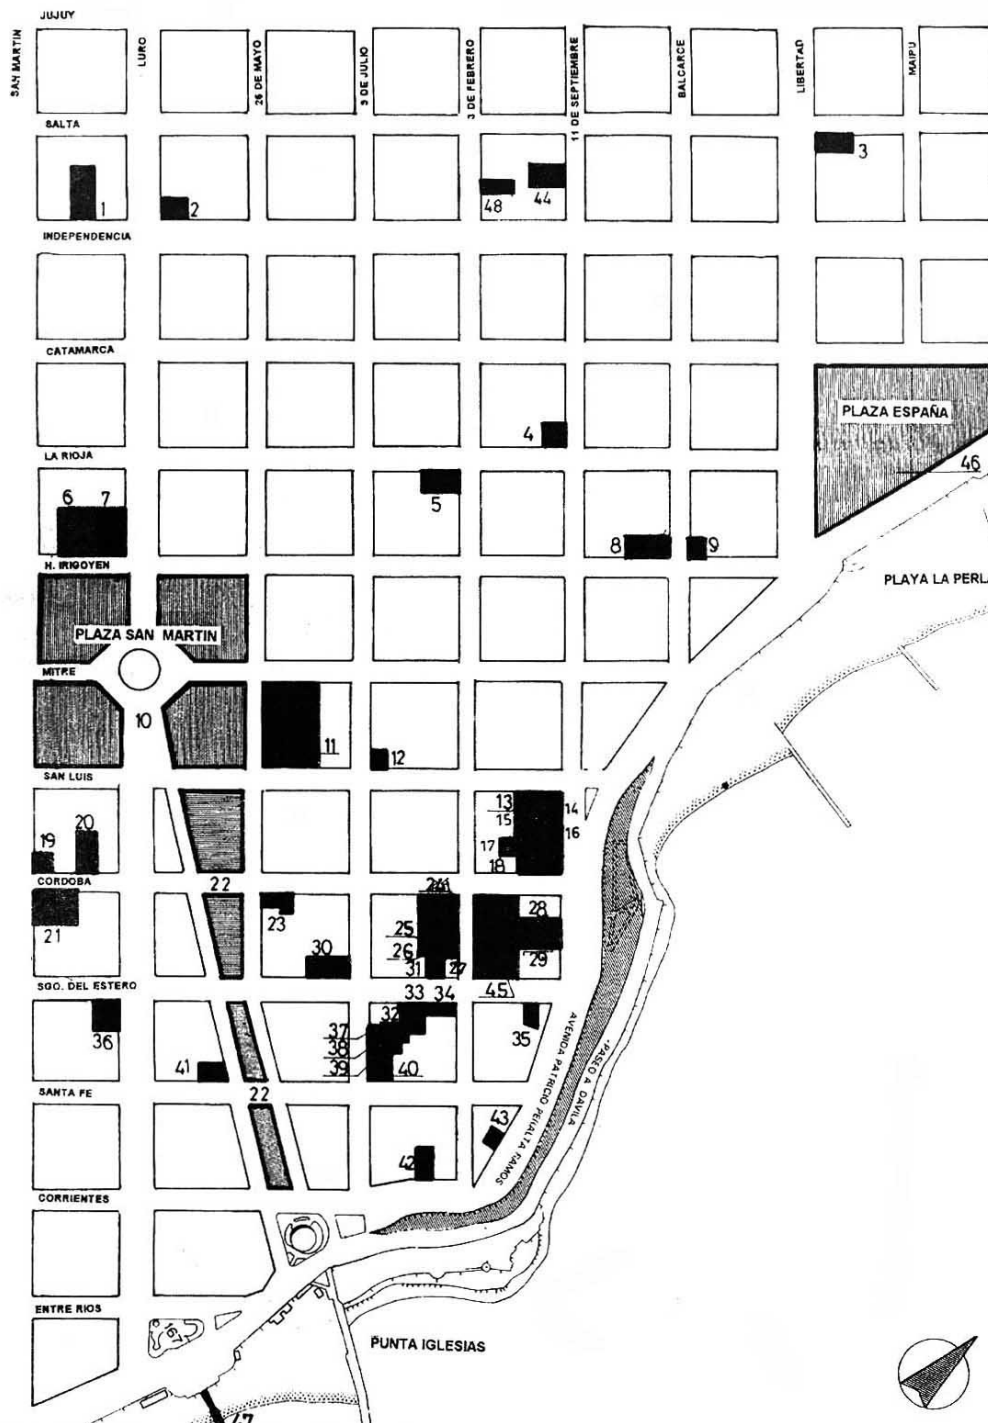 JUJUY
SAN MARTIN
LURO
26 DE MAYO
9 DE JULIO
3 DE FEBRERO
11 DE SEPTIEMBRE
BALCARCE
LIBERTAD
MAIPU
SALTA
1
2
48
44
3
INDEPENDENCIA
CATAMARCA
PLAZA ESPAÑA
4
46
LA RIOJA
6
7
5
8
9
H. IRIGOYEN
PLAYA LA PERL
PLAZA SAN MARTIN
MITRE
10
11
12
SAN LUIS
13
14
15
16
17
18
19
20
CORDOBA
22
21
23
24
25
26
27
28
29
30
31
SGO. DEL ESTERO
45
33
34
32
35
36
37
38
39
40
41
AVENIDA PATRICIO PERALTA RAMOS
PASEO A DAVILA
SANTA FE
22
43
42
CORRIENTES
ENTRE RIOS
167
PUNTA IGLESIAS
47